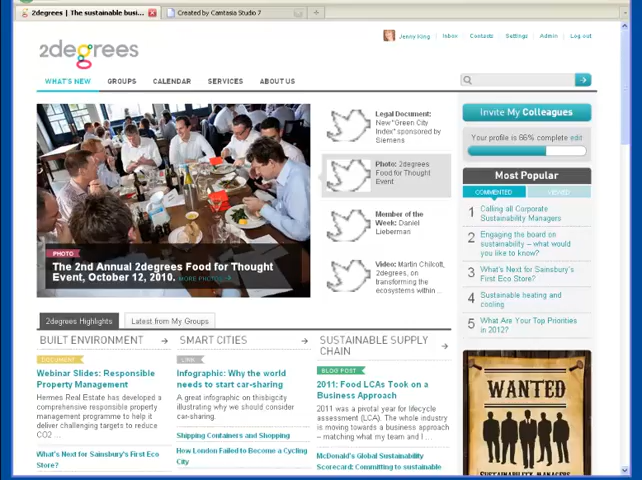 2degrees | The sustainable busi...
Created by Camtasia Studio 7
2degrees
Jenny King
Inbox
Contacts
Settings
Admin
Log out
WHAT'S NEW
GROUPS
CALENDAR
SERVICES
ABOUT US
PHOTO
The 2nd Annual 2degrees Food for Thought
Event, October 12, 2010. MORE PHOTOS
Legal Document:
New "Green City
Index" sponsored by
Siemens
Photo: 2degrees
Food for Thought
Event
Member of the
Week: Daniel
Lieberman
Video: Martin Chilcott,
2degrees, on
transforming the
ecosystems within ...
Invite My Colleagues
Your profile is 66% complete edit
Most Popular
COMMENTED
VIEWED
1 Calling all Corporate
Sustainability Managers
2 Engaging the board on
sustainability – what would
you like to know?
3 What's Next for Sainsbury's
First Eco Store?
4 Sustainable heating and
cooling
5 What Are Your Top Priorities
in 2012?
2degrees Highlights
Latest from My Groups
BUILT ENVIRONMENT
DOCUMENT
Webinar Slides: Responsible
Property Management
Hermes Real Estate has developed a
comprehensive responsible property
management programme to help it
deliver challenging targets to reduce
CO2 ...
What's Next for Sainsbury's First Eco
Store?
SMART CITIES
LINK
Infographic: Why the world
needs to start car-sharing
A great infographic on thisbigcity
illustrating why we should consider
car-sharing.
Shipping Containers and Shopping
How London Failed to Become a Cycling
City
SUSTAINABLE SUPPLY
CHAIN
BLOG POST
2011: Food LCAs Took on a
Business Approach
2011 was a pivotal year for lifecycle
assessment (LCA). The whole industry
is moving towards a business problem
– matching what my team and I ...
McDonald's Global Sustainability
Scorecard: Committing to sustainable
WANTED
SUSTAINABILITY MANAGERS